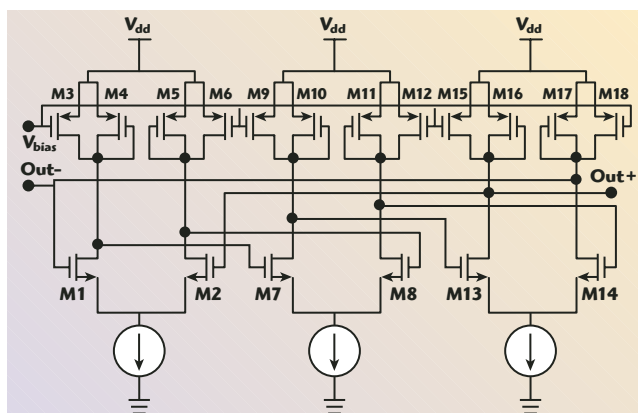 Vdd Vdd Vdd
M3 M4 M5 M6 M9 M10 M11 M12 M15 M16 M17 M18
Vbias
Out- Out+
M1 M2 M7 M8 M13 M14